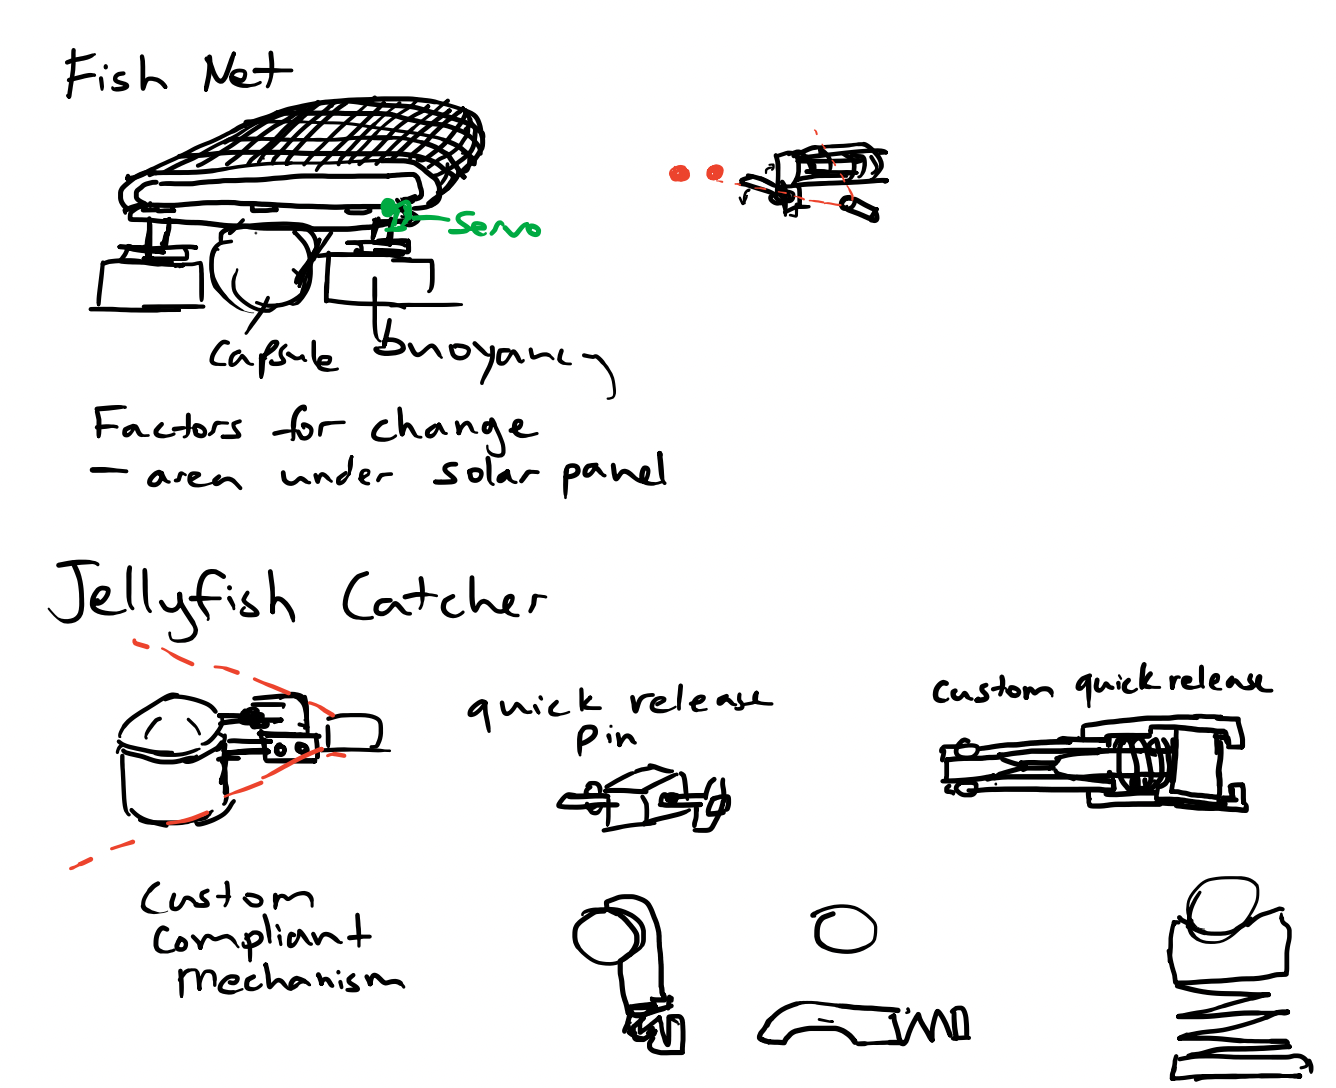 Fish Net
Servo
Capsule
buoyancy
Factors for change
- area under solar panel
Jellyfish Catcher
quick release
pin
Custom quick release
Custom
Compliant
Mechanism